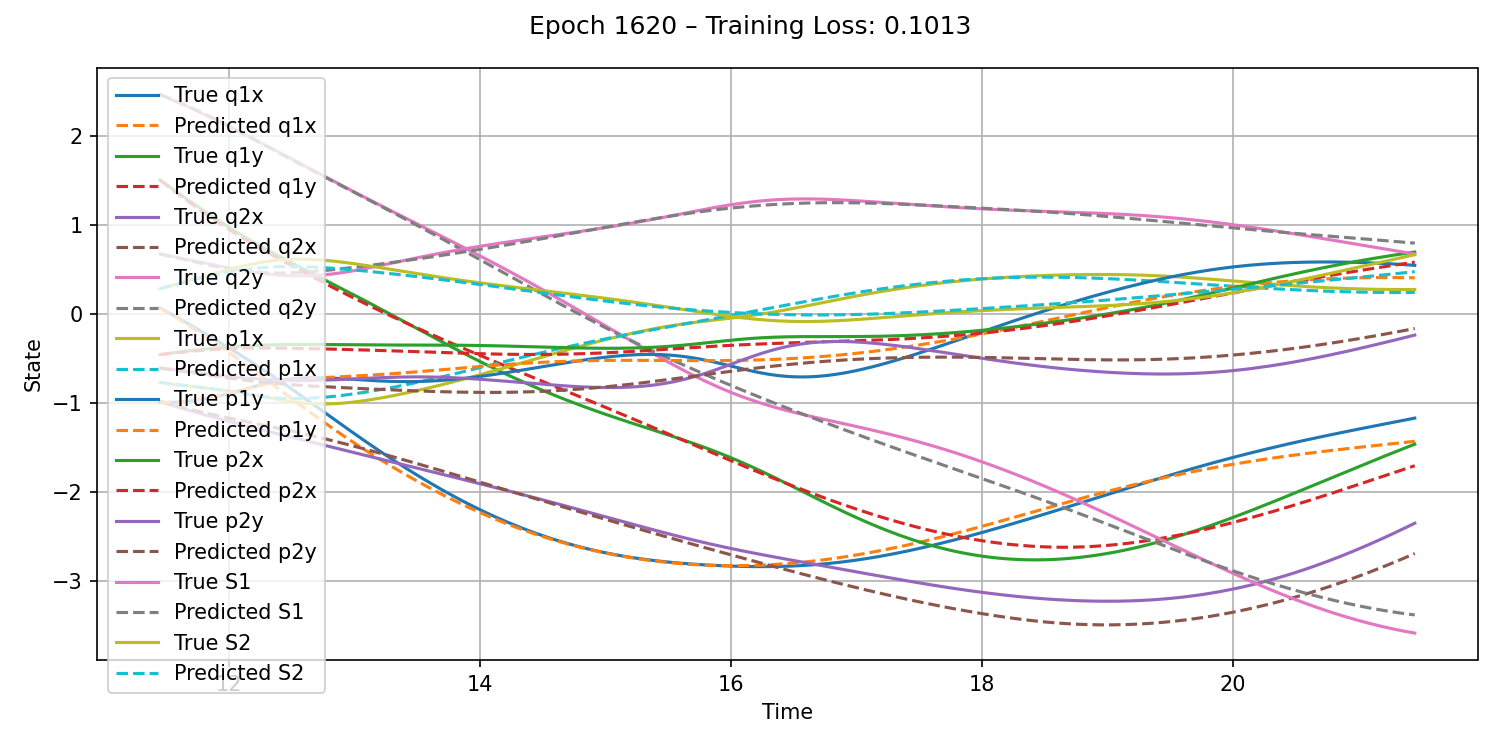 Epoch 1620 – Training Loss: 0.1013
True q1x
Predicted q1x
True q1y
Predicted q1y
True q2x
Predicted q2x
True q2y
Predicted q2y
True p1x
Predicted p1x
True p1y
Predicted p1y
True p2x
Predicted p2x
True p2y
Predicted p2y
True S1
Predicted S1
True S2
Predicted S2
2
1
0
−1
−2
−3
State
12
14
16
18
20
Time